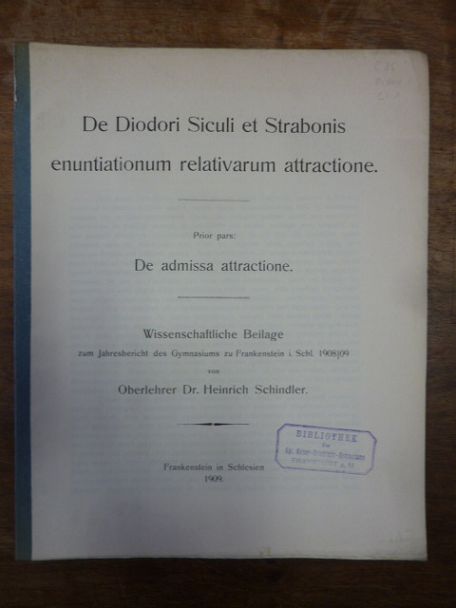 De Diodori Siculi et Strabonis
enuntiationum relativarum attractione.
Prior pars:
De admissa attractione.
Wissenschaftliche Beilage
zum Jahresbericht des Gymnasiums zu Frankenstein i. Schl. 1908/09
von
Oberlehrer Dr. Heinrich Schindler.
BIBLIOTHEK
Frankenstein in Schlesien
1909.